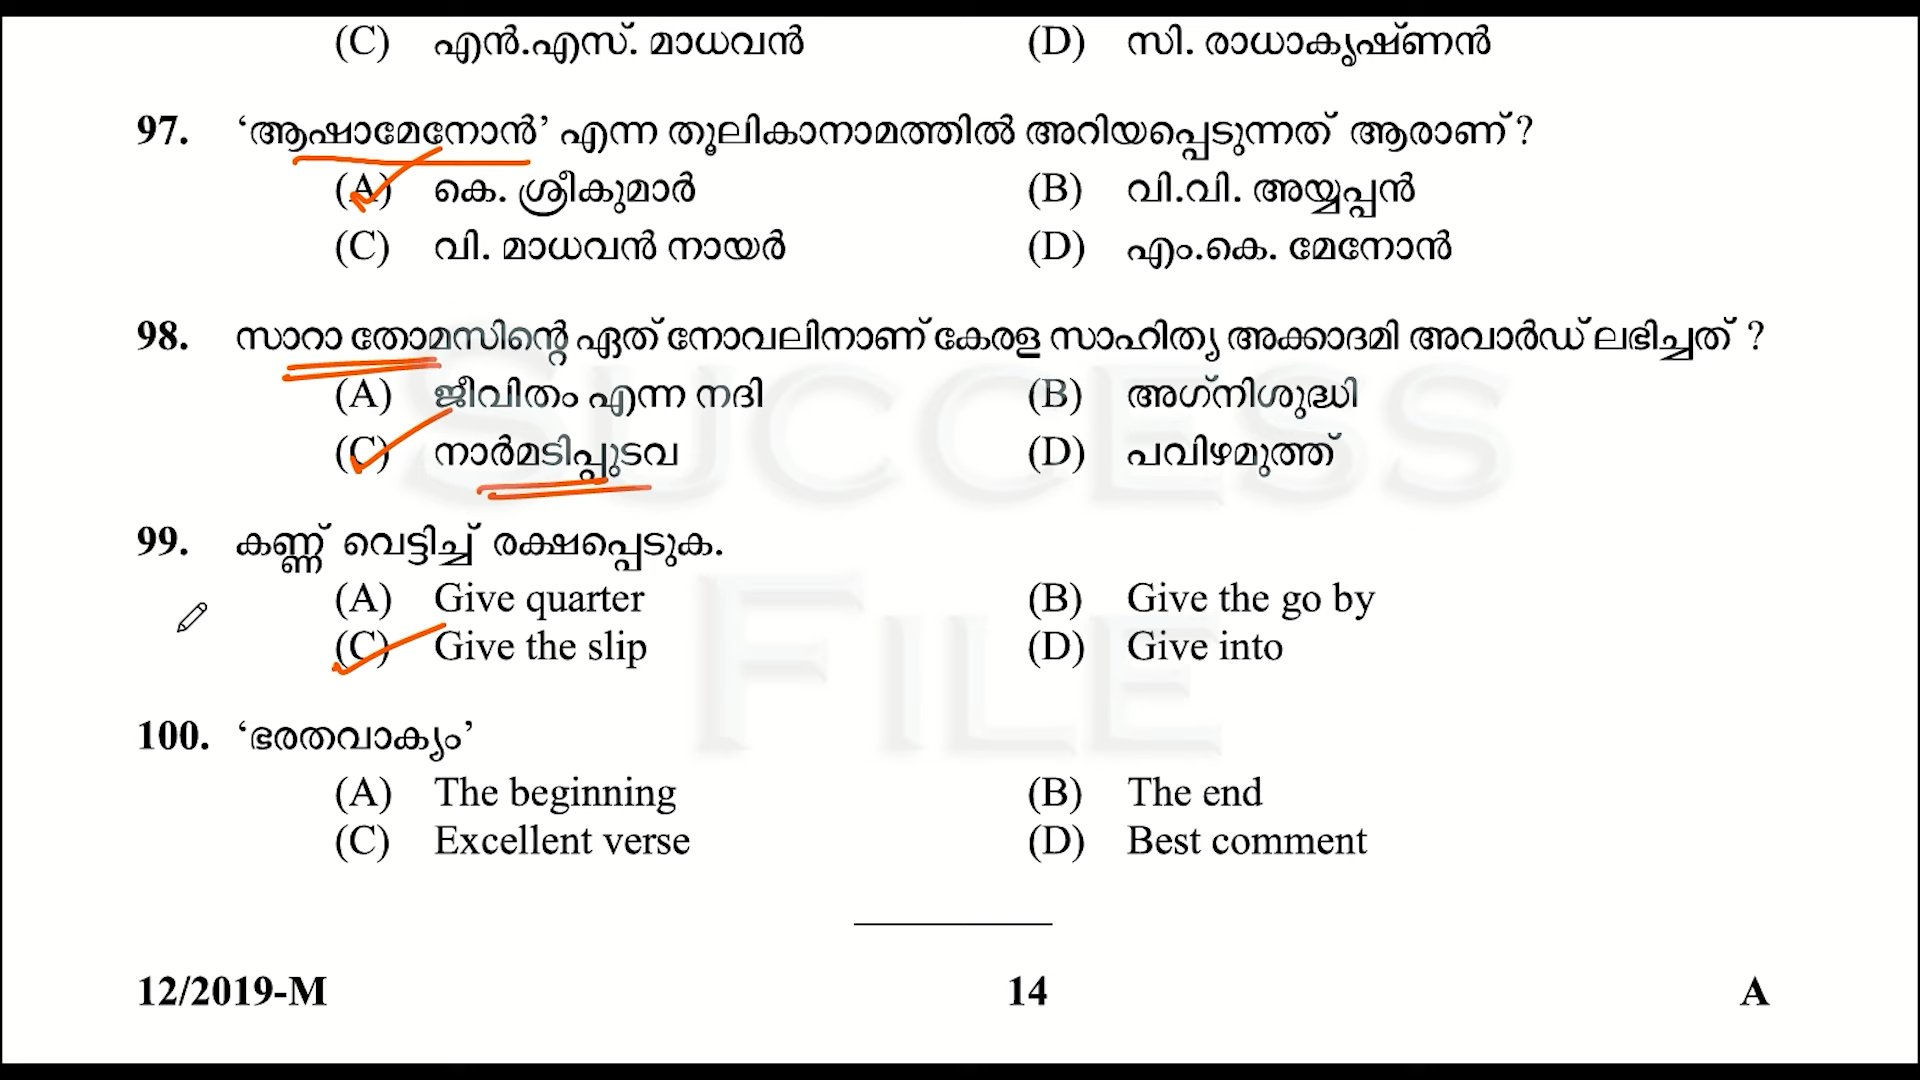 (C) എൻ.എസ്. മാധവൻ (D) സി. രാധാകൃഷ്ണൻ
97. ‘ആഷാമേനോൻ’ എന്ന തൂലികാനാമത്തിൽ അറിയപ്പെടുന്നത് ആരാണ് ?
(A) കെ. ശ്രീകുമാർ (B) വി.വി. അയ്യപ്പൻ
(C) വി. മാധവൻ നായർ (D) എം.കെ. മേനോൻ
98. സാറാ തോമസിന്റെ ഏത് നോവലിനാണ് കേരള സാഹിത്യ അക്കാദമി അവാർഡ് ലഭിച്ചത് ?
(A) ജീവിതം എന്ന നദി (B) അഗ്നിശുദ്ധി
(C) നാർമടിപ്പുടവ (D) പവിഴമുത്ത്
SUCCESS
99. കണ്ണ് വെട്ടിച്ച് രക്ഷപ്പെടുക.
(A) Give quarter (B) Give the go by
(C) Give the slip (D) Give into
FILE
100. ‘ഭരതവാക്യം’
(A) The beginning (B) The end
(C) Excellent verse (D) Best comment
12/2019-M 14 A